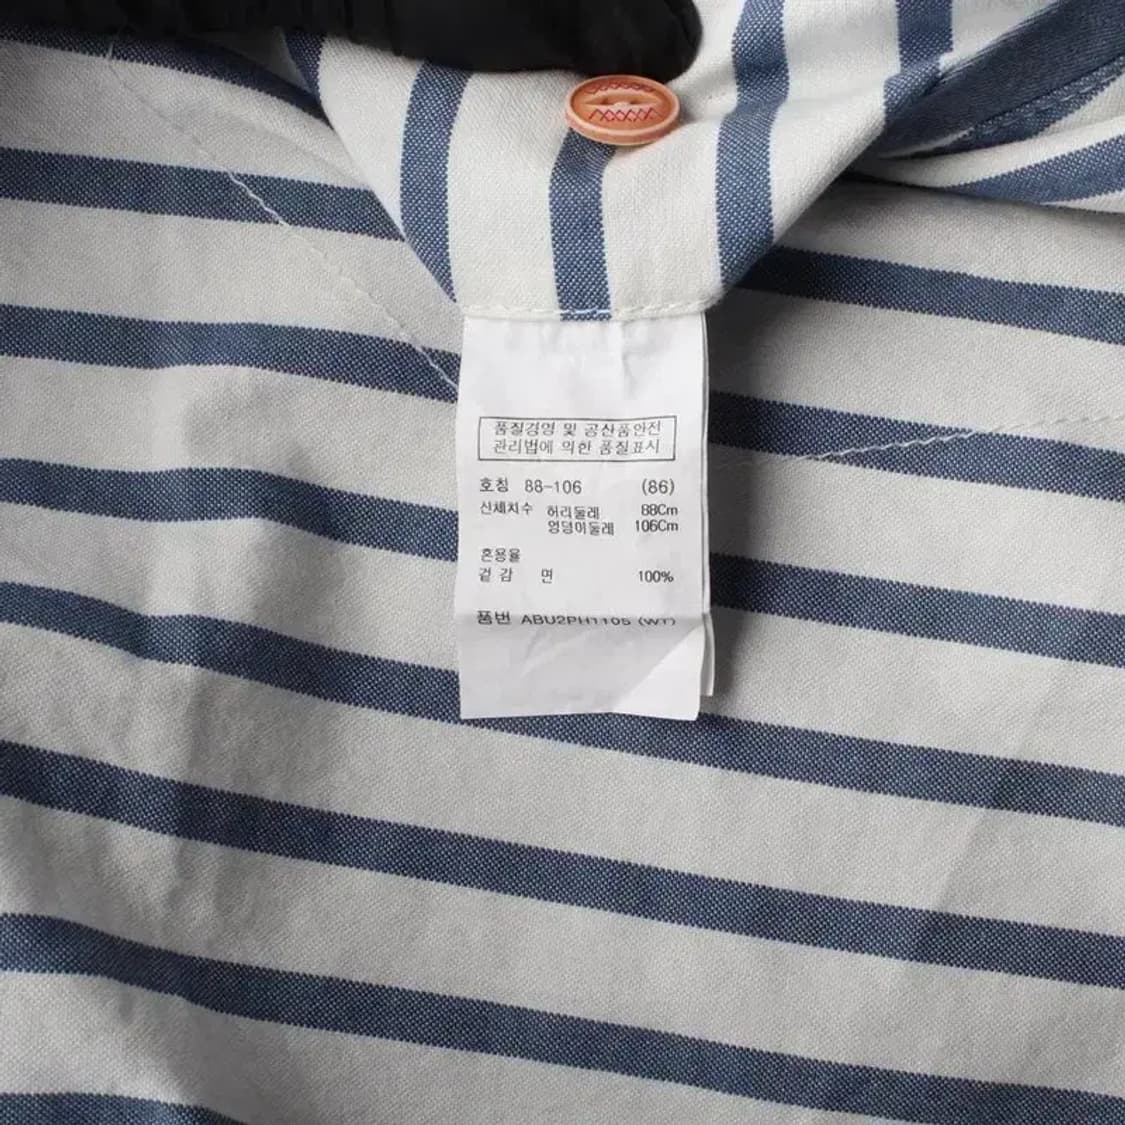 품질경영 및 공산품안전
관리법에 의한 품질표시
호칭 88-106 (86)
신체치수 허리둘레 88Cm
엉덩이둘레 106Cm
혼용율
겉감 면 100%
품번 ABU2PH1105 (WT)